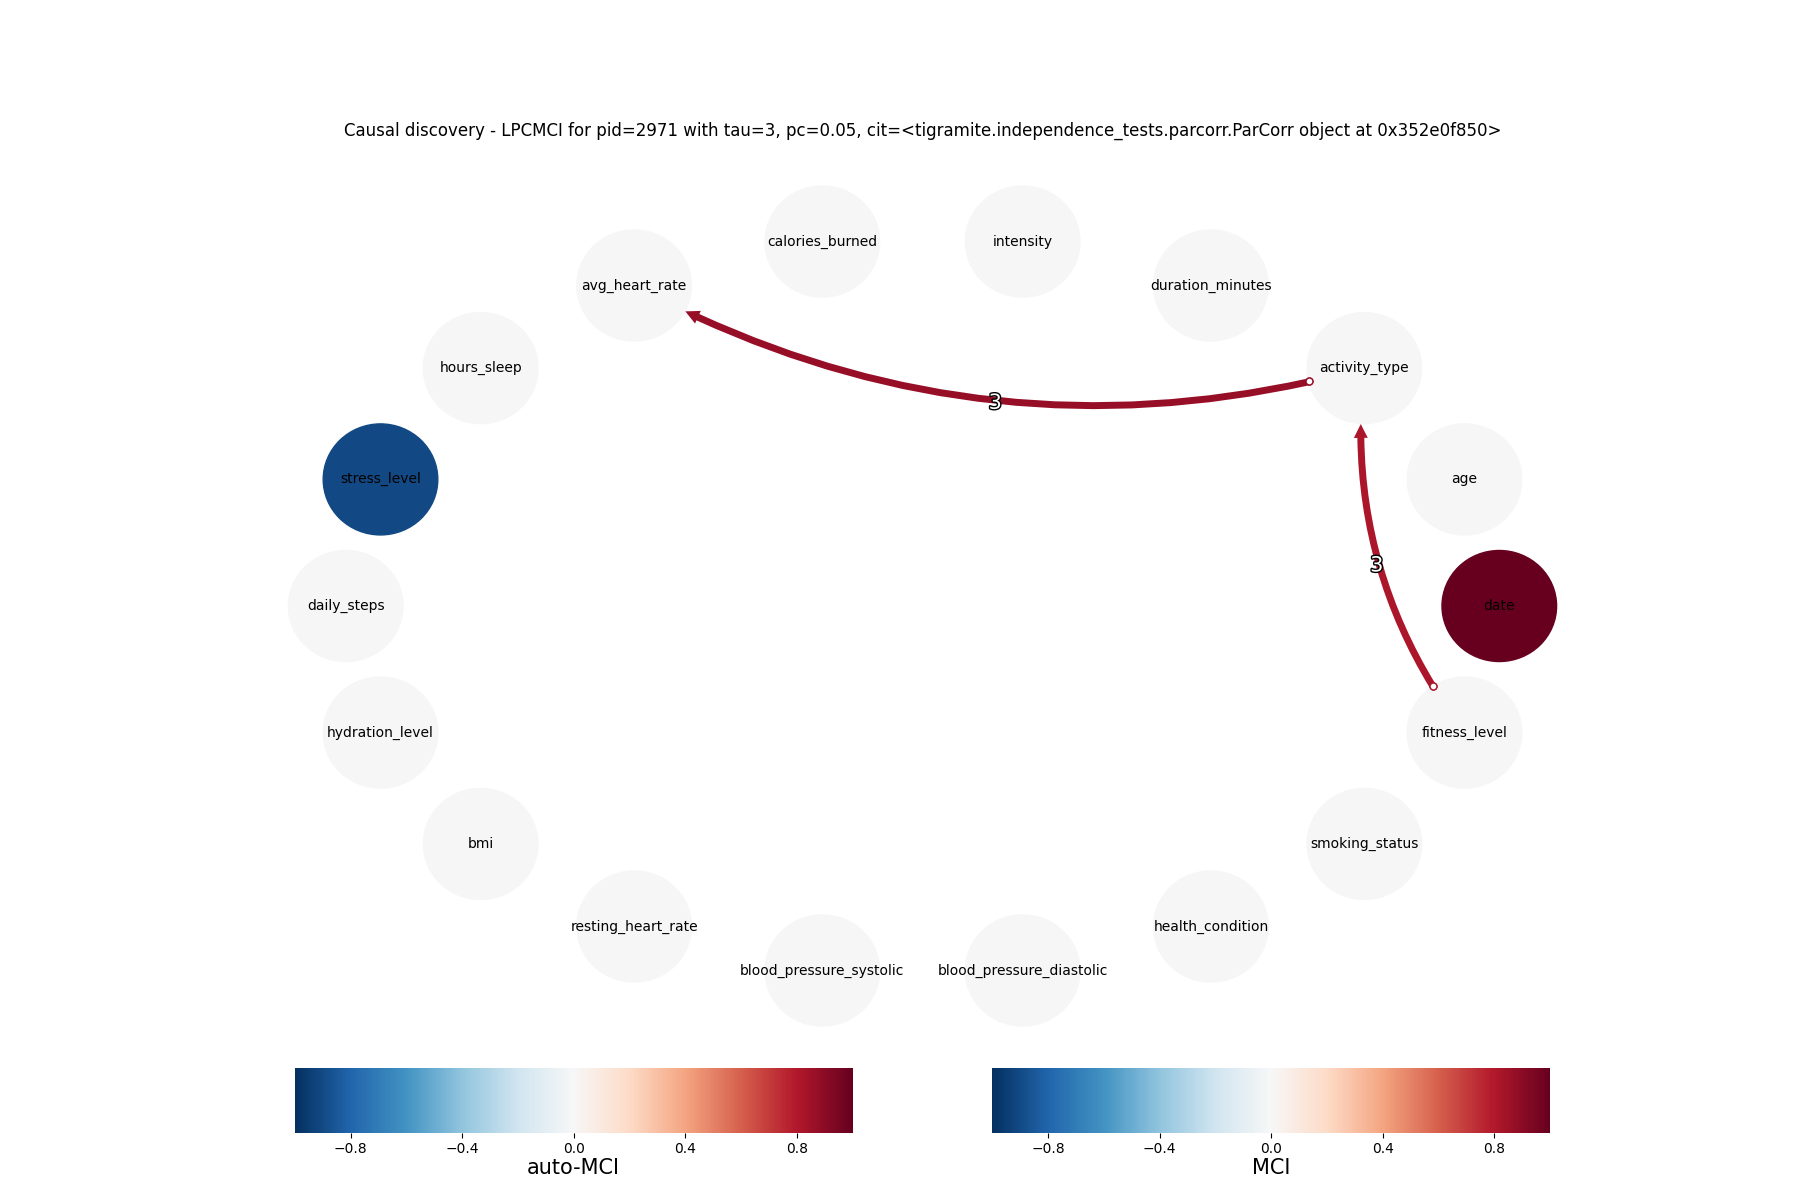 Causal discovery - LPCMCI for pid=2971 with tau=3, pc=0.05, cit=<tigramite.independence_tests.parcorr.ParCorr object at 0x352e0f850>
calories_burned
intensity
avg_heart_rate
duration_minutes
hours_sleep
activity_type
3
stress_level
age
3
daily_steps
date
hydration_level
fitness_level
bmi
smoking_status
resting_heart_rate
health_condition
blood_pressure_systolic
blood_pressure_diastolic
−0.8 −0.4 0.0 0.4 0.8
auto-MCI
−0.8 −0.4 0.0 0.4 0.8
MCI